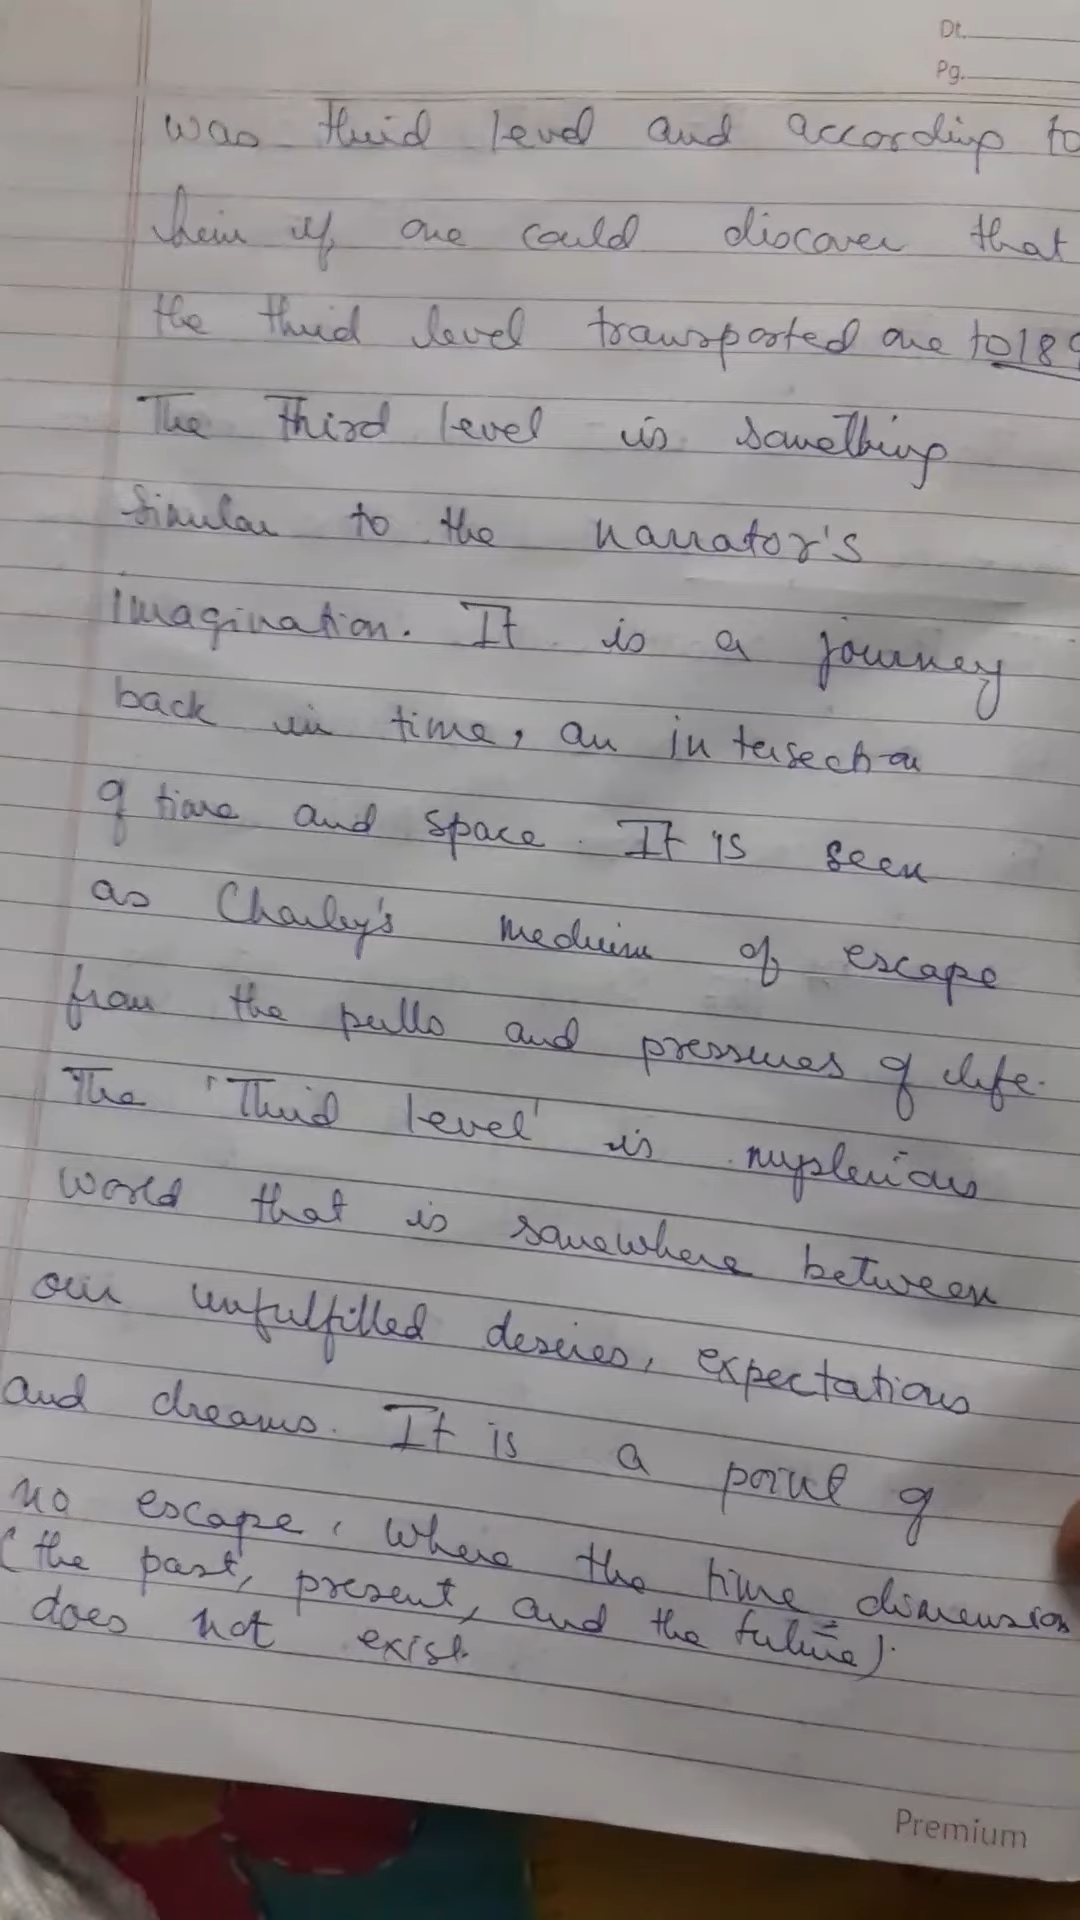 Dt.
Pg.
was third level and according to
him if one could discover that
the third level transported one to 189
The Third level is something
Similar to the narrator's
imagination. It is a journey
back in time, an intersection
of time and space. It is seen
as Charley's medium of escape
from the pulls and pressures of life.
The 'Third level' is mysterious
world that is somewhere between
our unfulfilled desires, expectations
and dreams. It is a point of
no escape, where the time dimension
(the past, present, and the future)
does not exist.
Premium